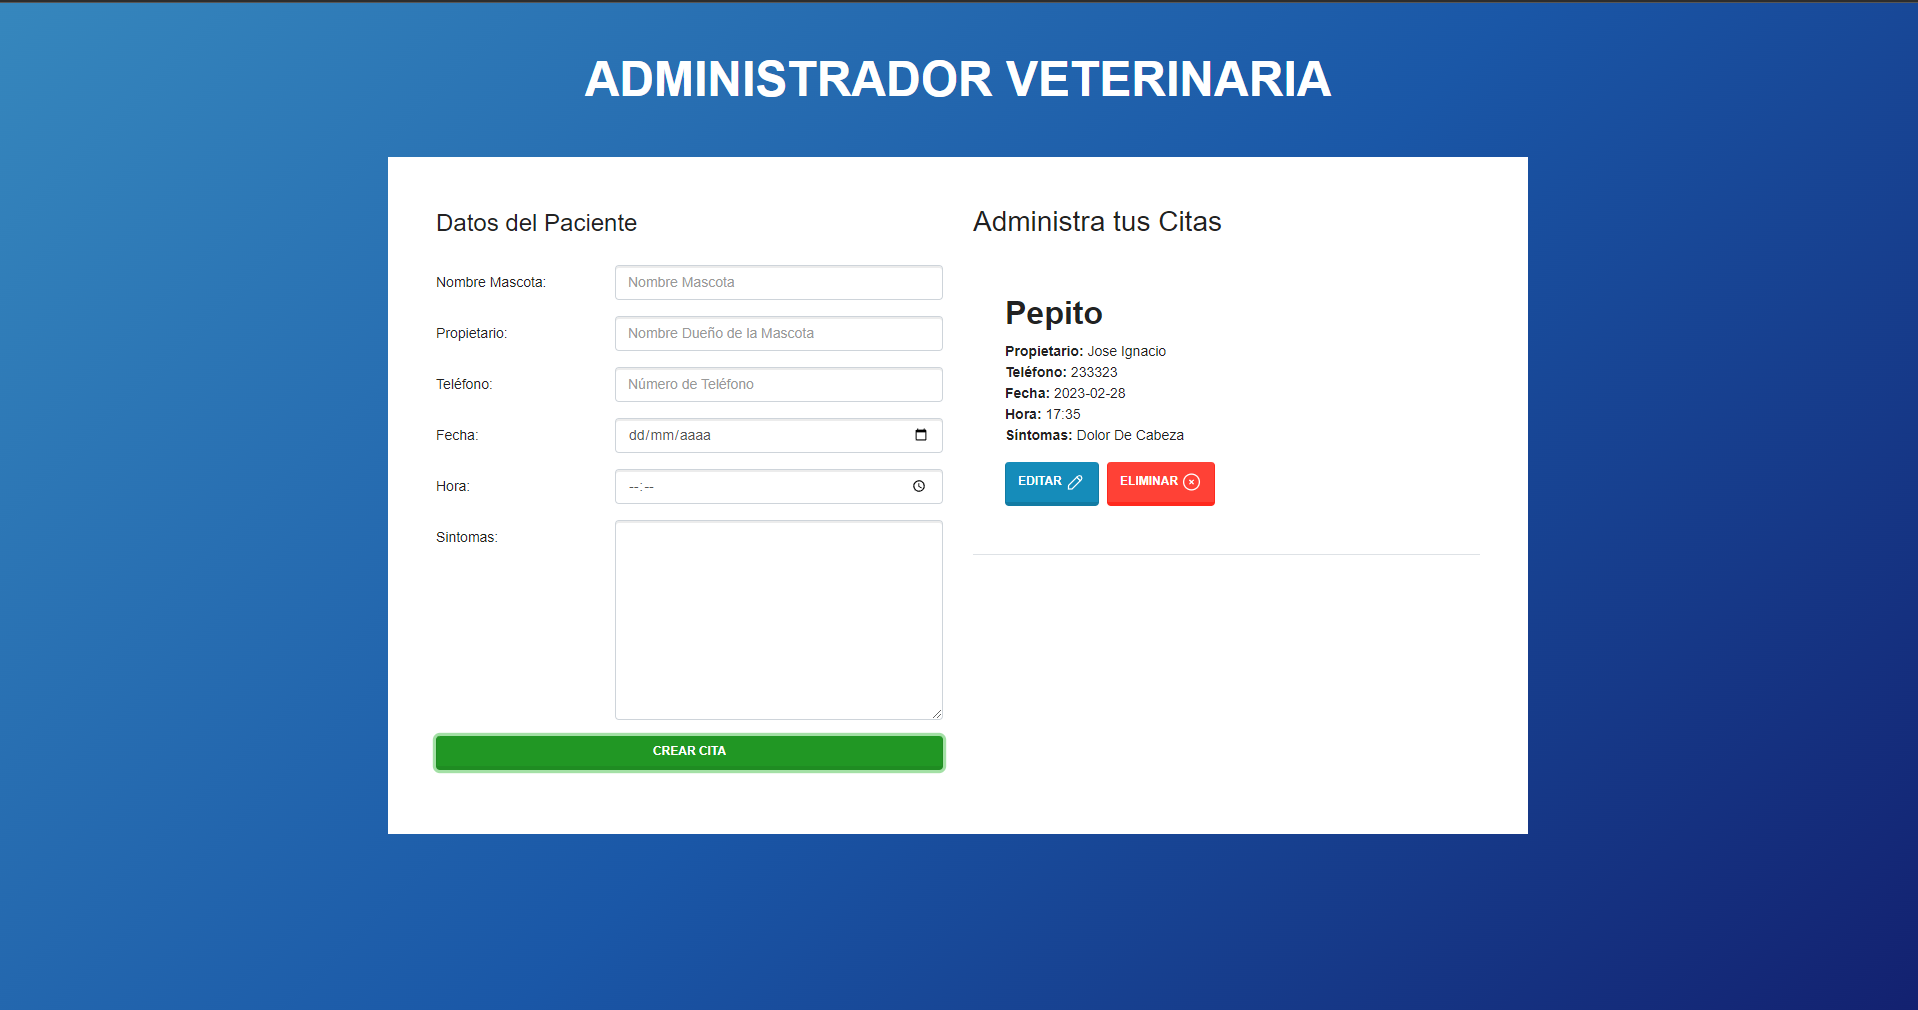 ADMINISTRADOR VETERINARIA
Datos del Paciente
Nombre Mascota:
Nombre Mascota
Propietario:
Nombre Dueño de la Mascota
Teléfono:
Número de Teléfono
Fecha:
dd/mm/aaaa
Hora:
--:--
Sintomas:
CREAR CITA
Administra tus Citas
Pepito
Propietario: Jose Ignacio
Teléfono: 233323
Fecha: 2023-02-28
Hora: 17:35
Síntomas: Dolor De Cabeza
EDITAR
ELIMINAR